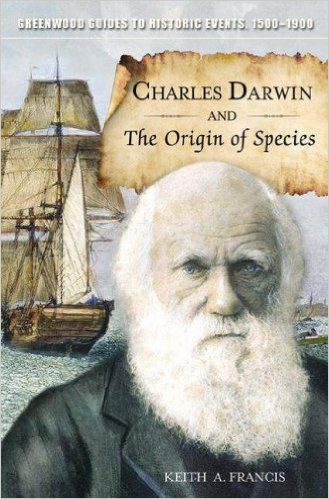 GREENWOOD GUIDES TO HISTORIC EVENTS, 1500–1900
CHARLES DARWIN
AND
The Origin of Species
KEITH A. FRANCIS